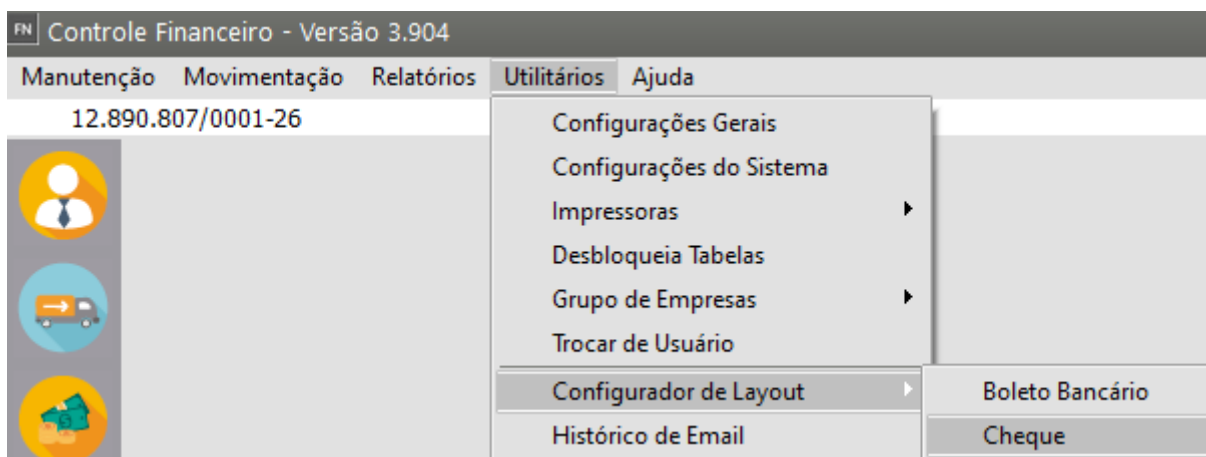 FN Controle Financeiro - Versão 3.904
Manutenção Movimentação Relatórios Utilitários Ajuda
12.890.807/0001-26
Configurações Gerais
Configurações do Sistema
Impressoras
Desbloqueia Tabelas
Grupo de Empresas
Trocar de Usuário
Configurador de Layout
Boleto Bancário
Histórico de Email
Cheque